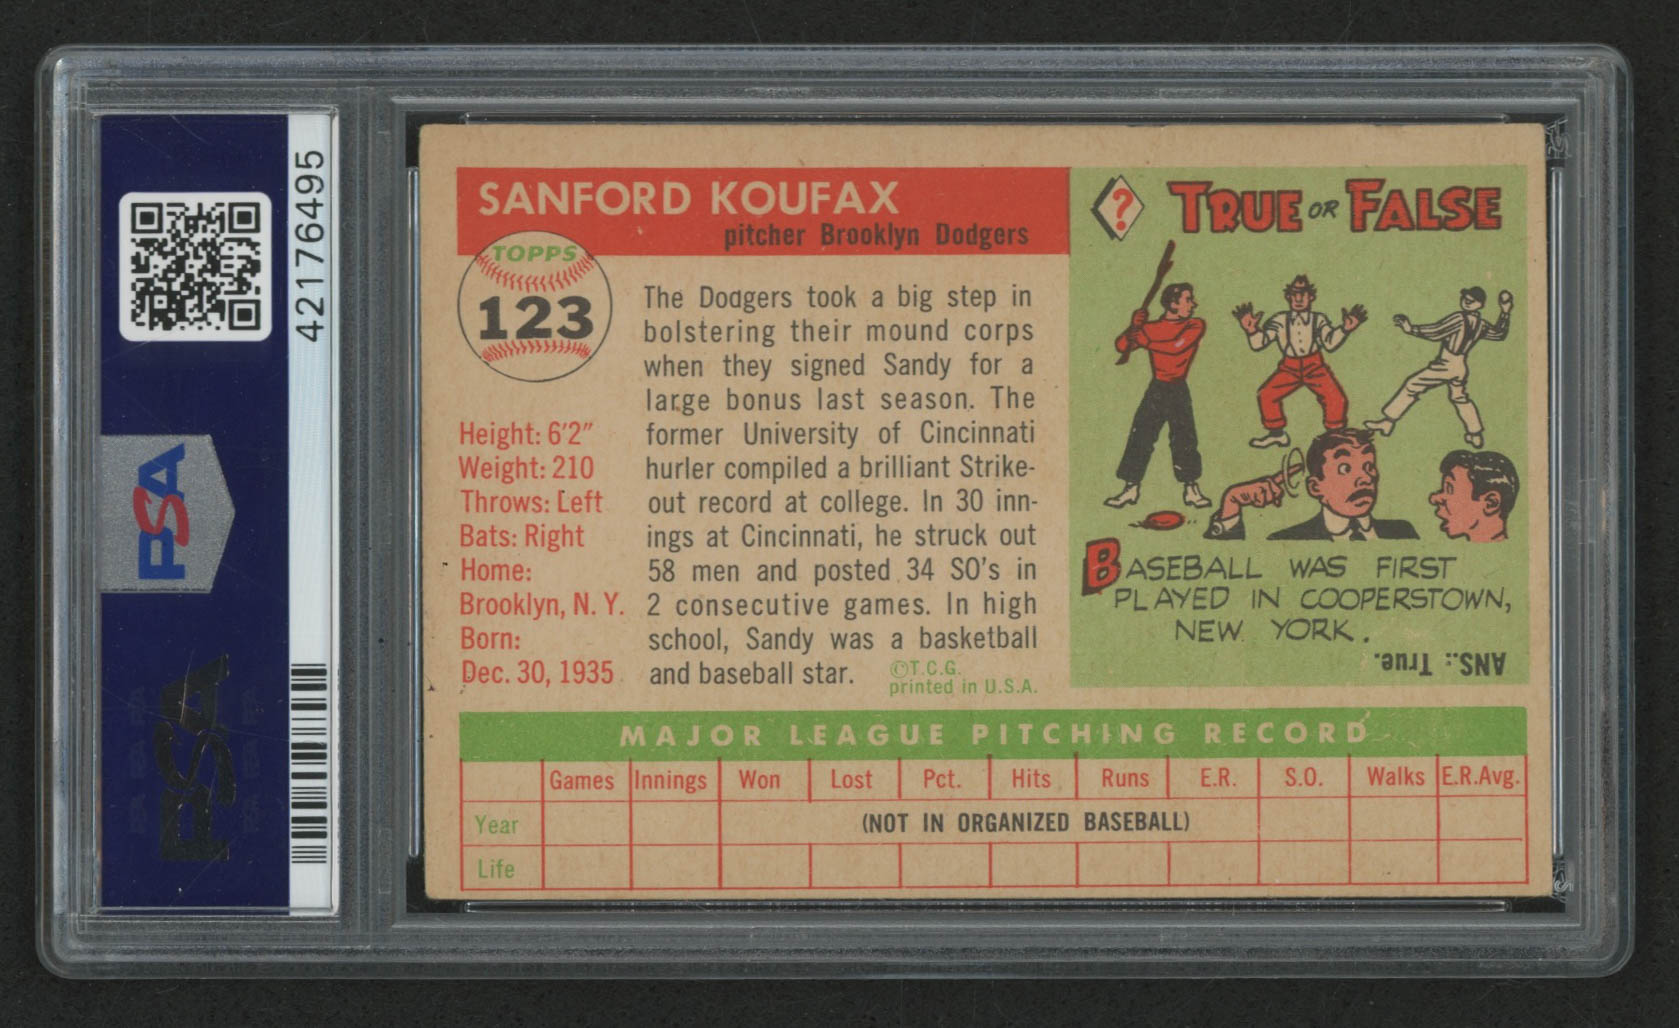 42176495
PSA
PSA
SANFORD KOUFAX
pitcher Brooklyn Dodgers
TOPPS
123
Height: 6'2"
Weight: 210
Throws: Left
Bats: Right
Home:
Brooklyn, N. Y.
Born:
Dec. 30, 1935
The Dodgers took a big step in
bolstering their mound corps
when they signed Sandy for a
large bonus last season. The
former University of Cincinnati
hurler compiled a brilliant Strike-
out record at college. In 30 inn-
ings at Cincinnati, he struck out
58 men and posted 34 SO's in
2 consecutive games. In high
school, Sandy was a basketball
and baseball star.
©T.C.G.
printed in U.S.A.
?
TRUE OR FALSE
BASEBALL WAS FIRST
PLAYED IN COOPERSTOWN,
NEW YORK.
ANS.: True.
MAJOR LEAGUE PITCHING RECORD
Games Innings Won Lost Pct. Hits Runs E.R. S.O. Walks E.R.Avg.
Year (NOT IN ORGANIZED BASEBALL)
Life